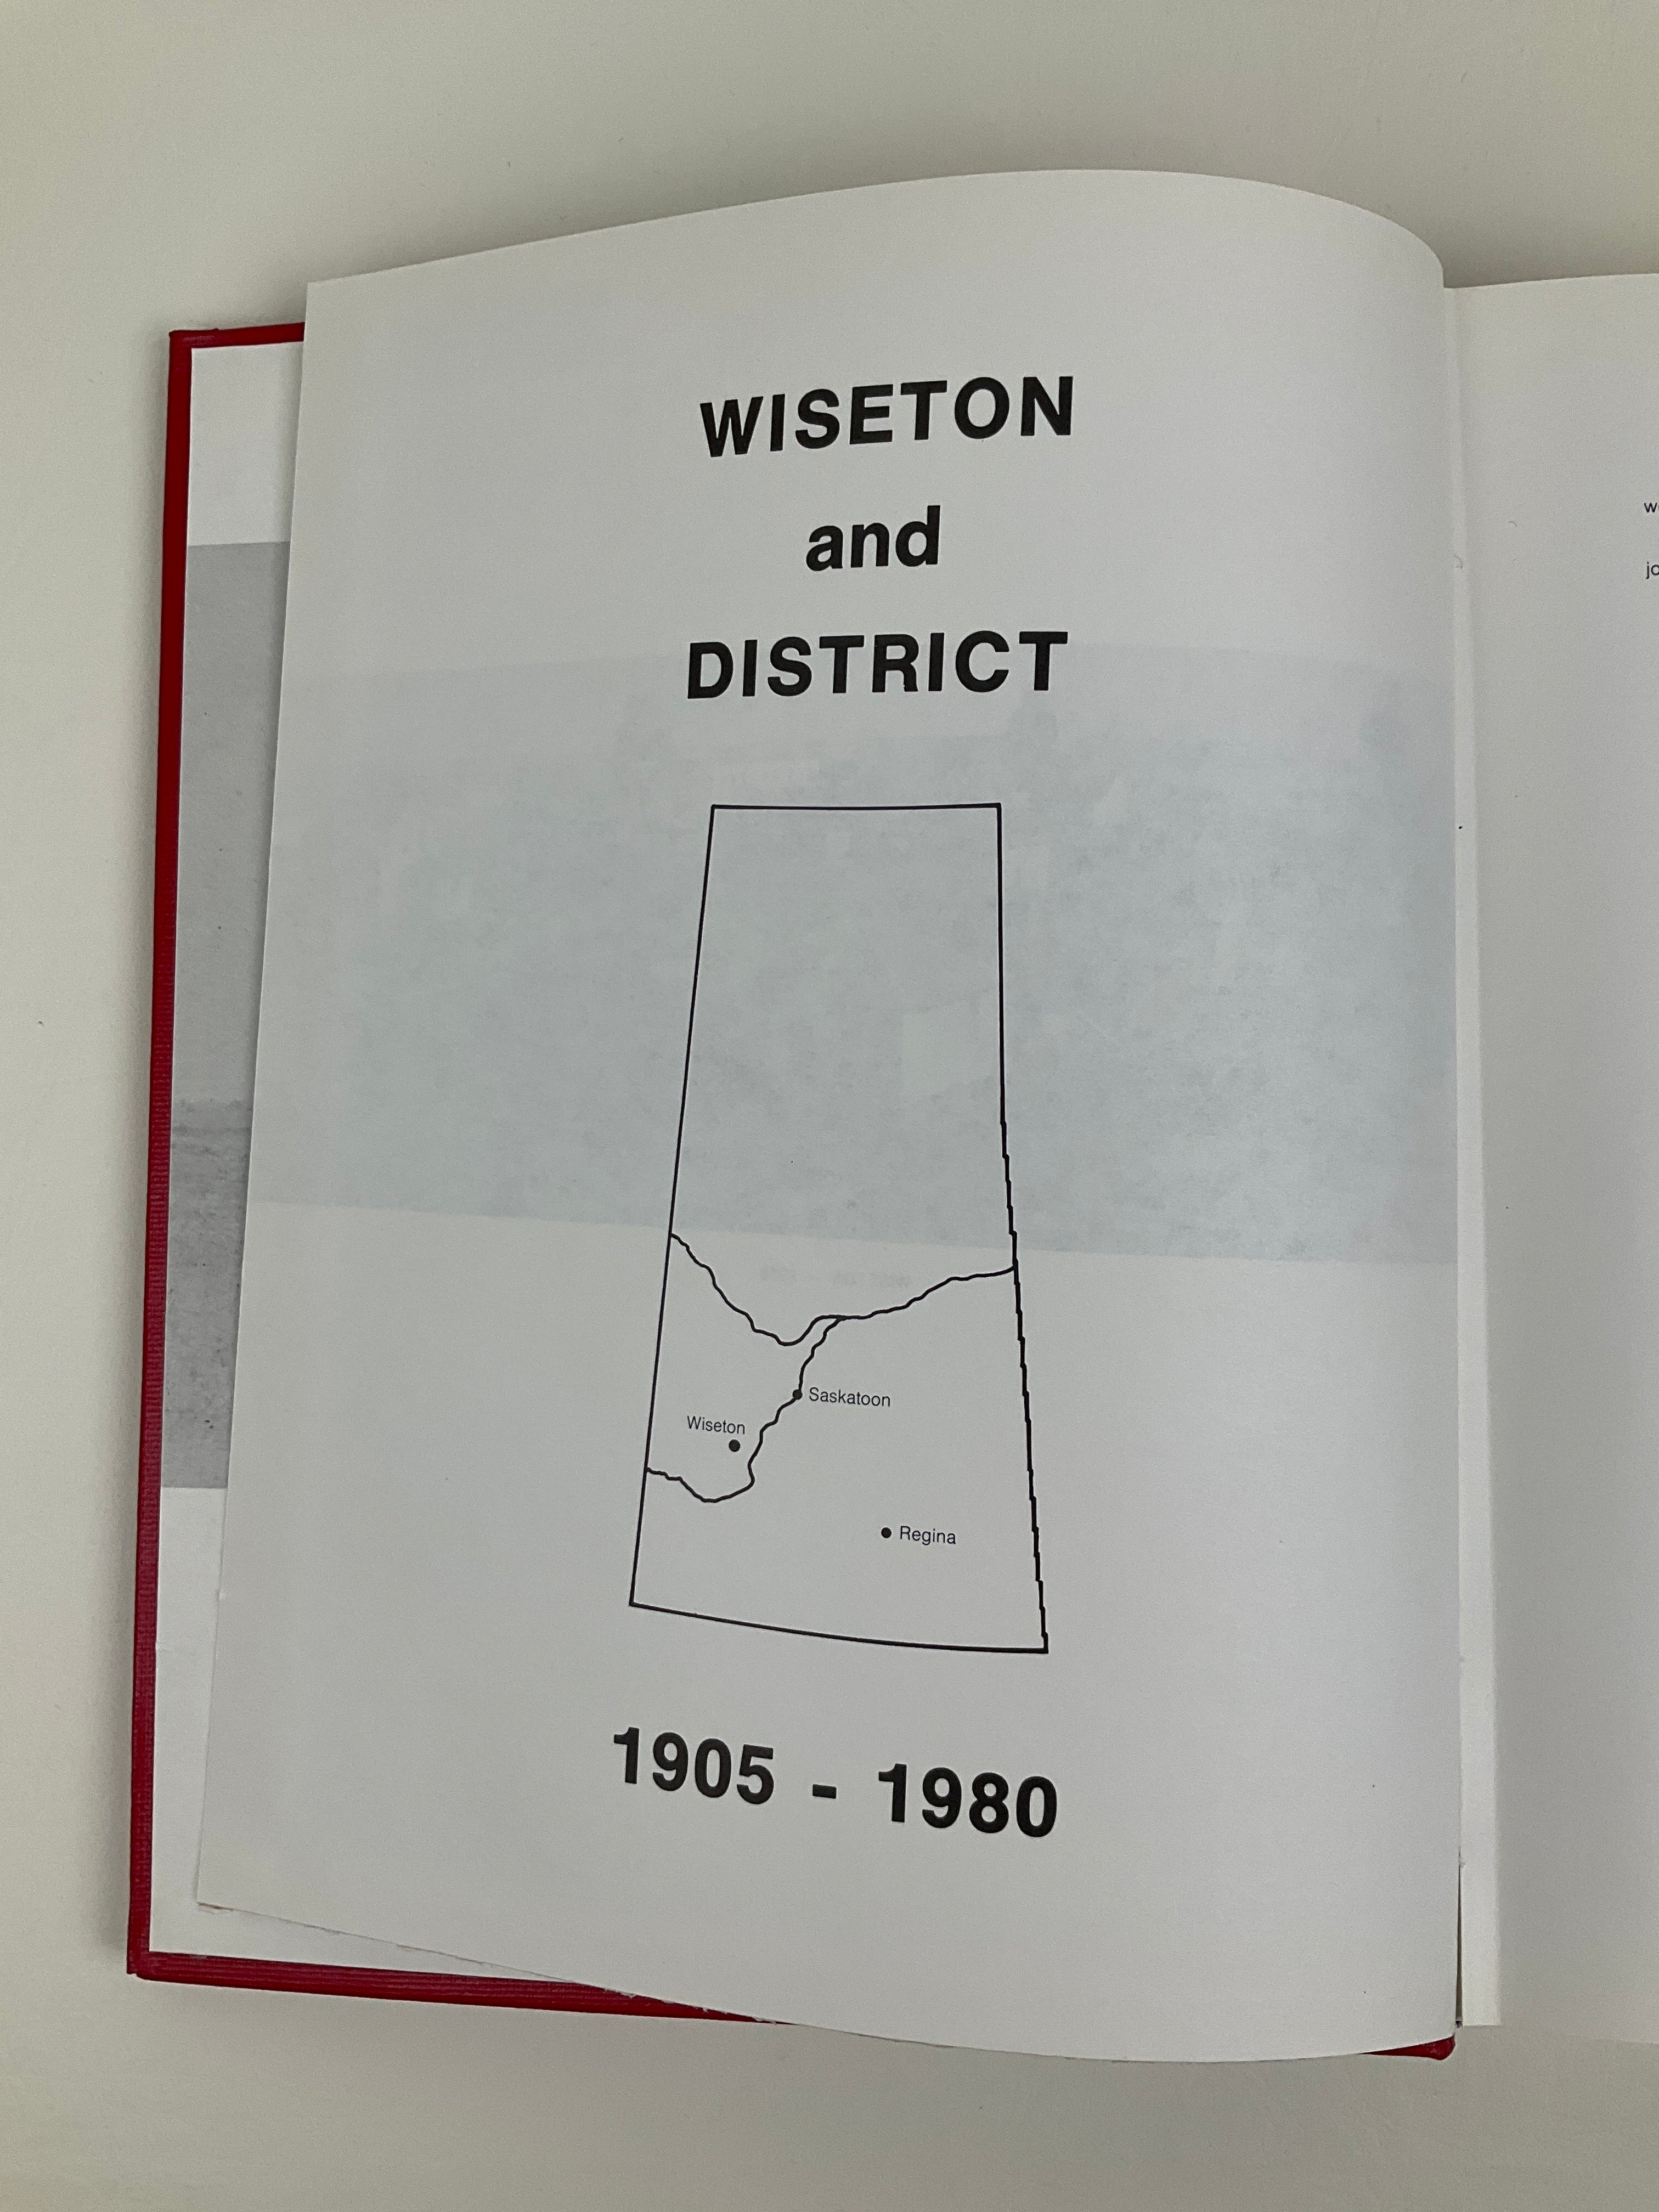 WISETON
and
DISTRICT
Saskatoon
Wiseton
Regina
1905 - 1980